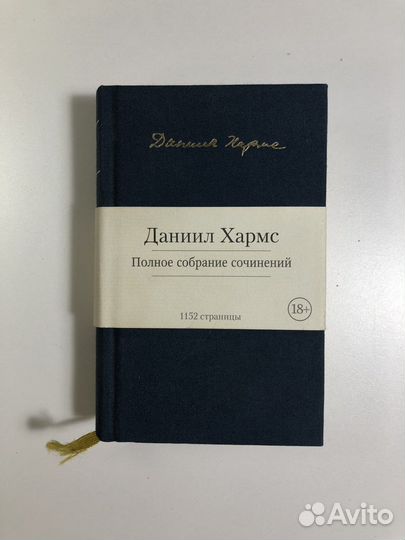 Даниил Хармс
Даниил Хармс
Полное собрание сочинений
1152 страницы
18+
Avito